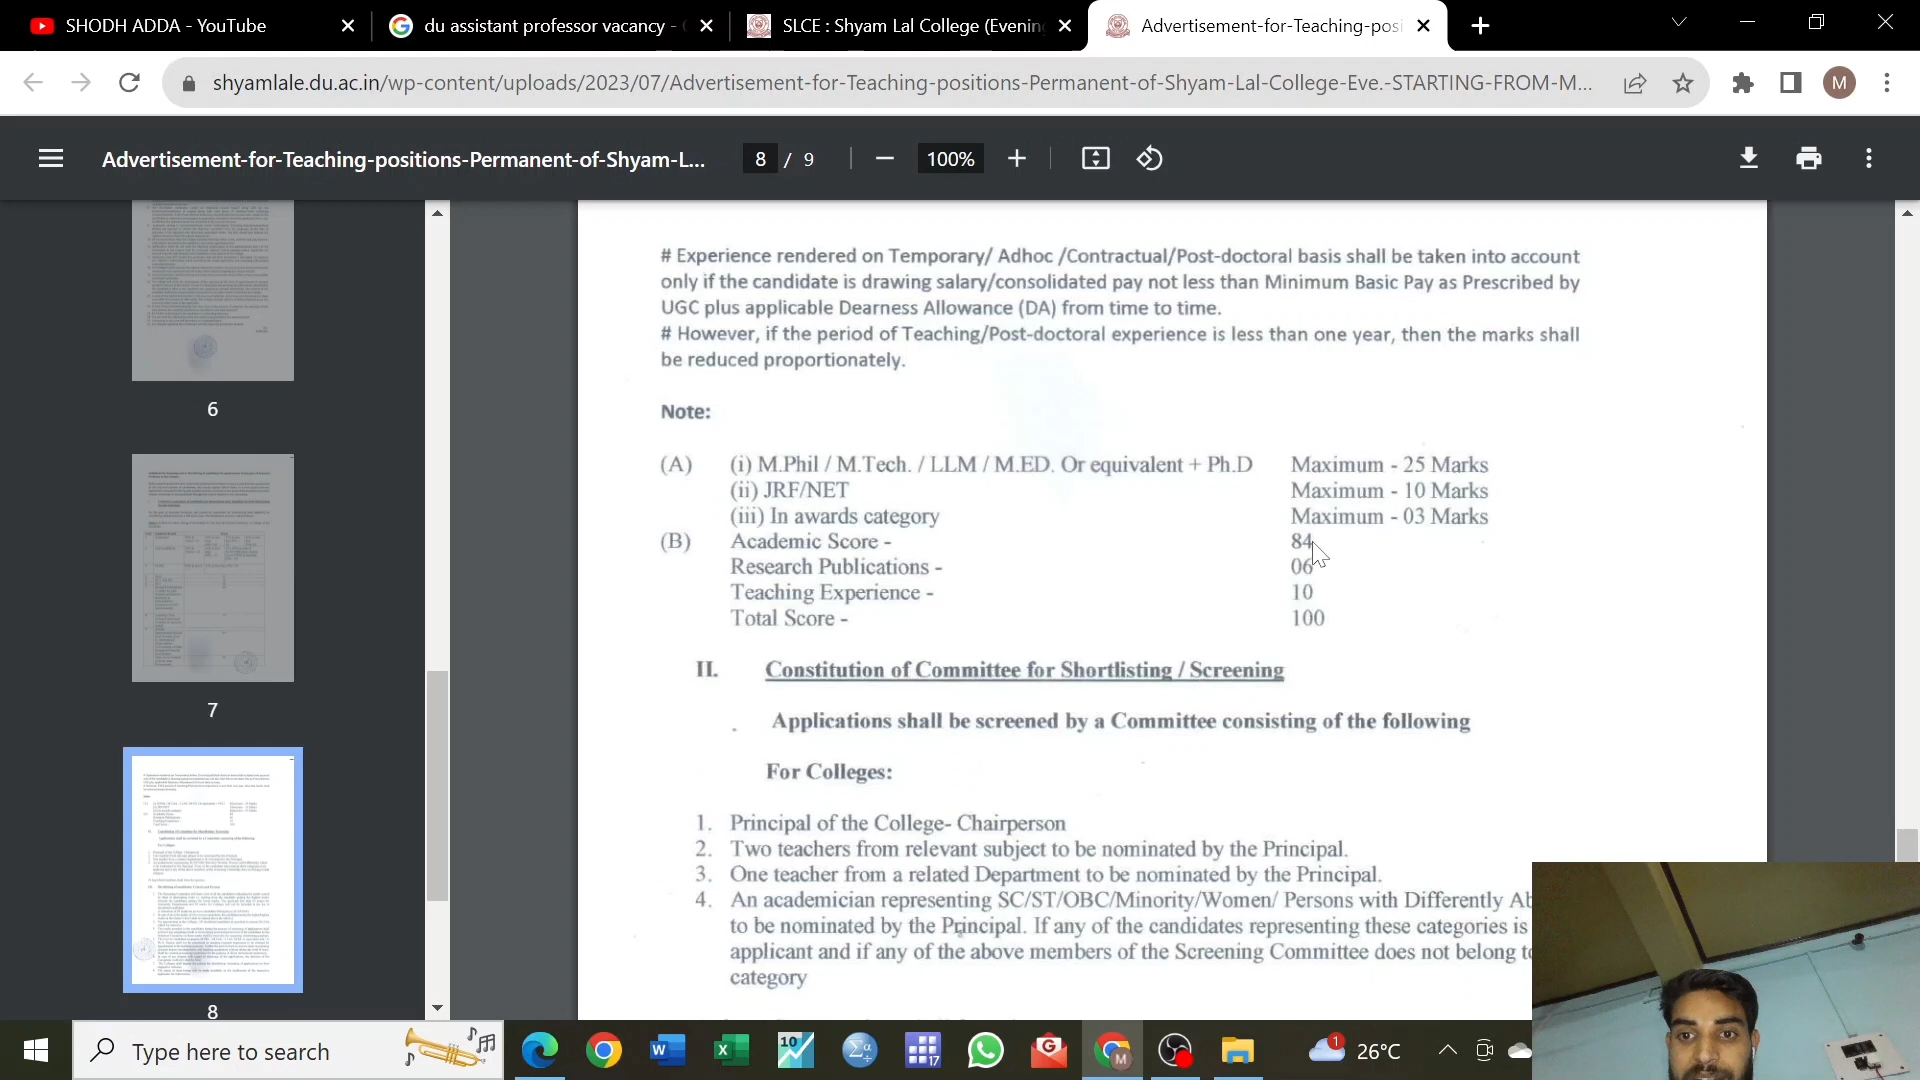 SHODH ADDA - YouTube
du assistant professor vacancy -
SLCE : Shyam Lal College (Evenin
Advertisement-for-Teaching-posi
shyamlale.du.ac.in/wp-content/uploads/2023/07/Advertisement-for-Teaching-positions-Permanent-of-Shyam-Lal-College-Eve.-STARTING-FROM-M...
M
Advertisement-for-Teaching-positions-Permanent-of-Shyam-L...
8 / 9
100%
6
7
8
# Experience rendered on Temporary/ Adhoc /Contractual/Post-doctoral basis shall be taken into account
only if the candidate is drawing salary/consolidated pay not less than Minimum Basic Pay as Prescribed by
UGC plus applicable Dearness Allowance (DA) from time to time.
# However, if the period of Teaching/Post-doctoral experience is less than one year, then the marks shall
be reduced proportionately.
Note:
(A) (i) M.Phil / M.Tech. / LLM / M.ED. Or equivalent + Ph.D Maximum - 25 Marks
(ii) JRF/NET Maximum - 10 Marks
(iii) In awards category Maximum - 03 Marks
(B) Academic Score - 84
Research Publications - 06
Teaching Experience - 10
Total Score - 100
II. Constitution of Committee for Shortlisting / Screening
Applications shall be screened by a Committee consisting of the following
For Colleges:
1. Principal of the College- Chairperson
2. Two teachers from relevant subject to be nominated by the Principal.
3. One teacher from a related Department to be nominated by the Principal.
4. An academician representing SC/ST/OBC/Minority/Women/ Persons with Differently Ab
to be nominated by the Principal. If any of the candidates representing these categories is
applicant and if any of the above members of the Screening Committee does not belong to
category
Type here to search
10
17
1
26°C